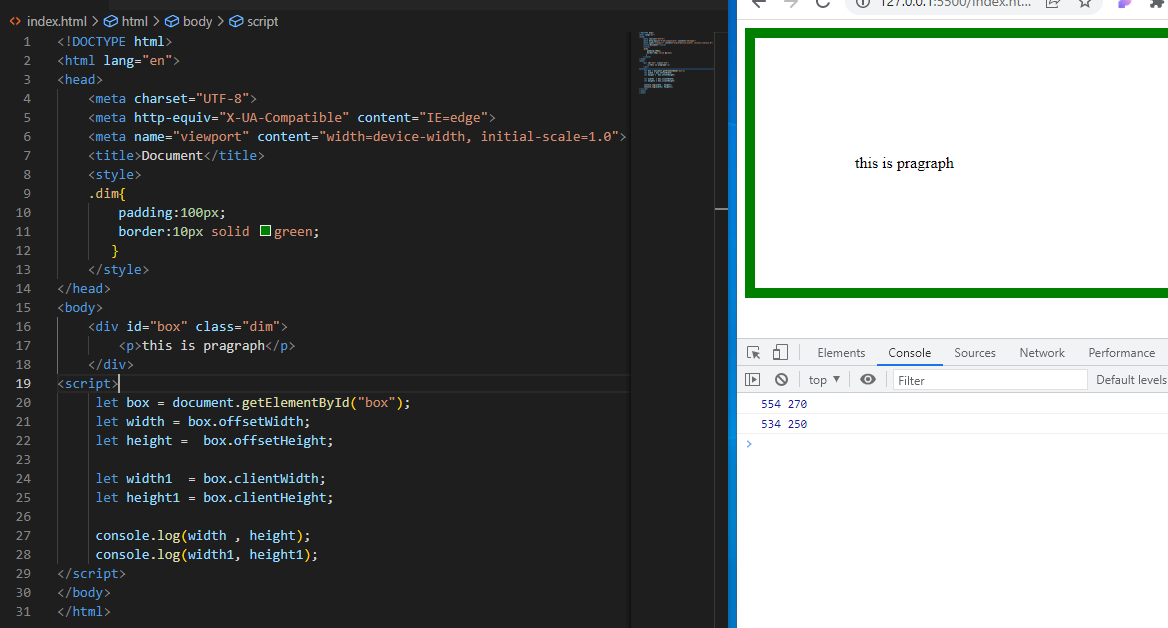 index.html > html > body > script
1 <!DOCTYPE html>
2 <html lang="en">
3 <head>
4 <meta charset="UTF-8">
5 <meta http-equiv="X-UA-Compatible" content="IE=edge">
6 <meta name="viewport" content="width=device-width, initial-scale=1.0">
7 <title>Document</title>
8 <style>
9 .dim{
10 padding:100px;
11 border:10px solid green;
12 }
13 </style>
14 </head>
15 <body>
16 <div id="box" class="dim">
17 <p>this is pragraph</p>
18 </div>
19 <script>
20 let box = document.getElementById("box");
21 let width = box.offsetWidth;
22 let height =  box.offsetHeight;
23
24 let width1  = box.clientWidth;
25 let height1 = box.clientHeight;
26
27 console.log(width , height);
28 console.log(width1, height1);
29 </script>
30 </body>
31 </html>
127.0.0.1:5500/index.ht...
this is pragraph
Elements Console Sources Network Performance
top ▼ Filter Default levels
554 270
534 250